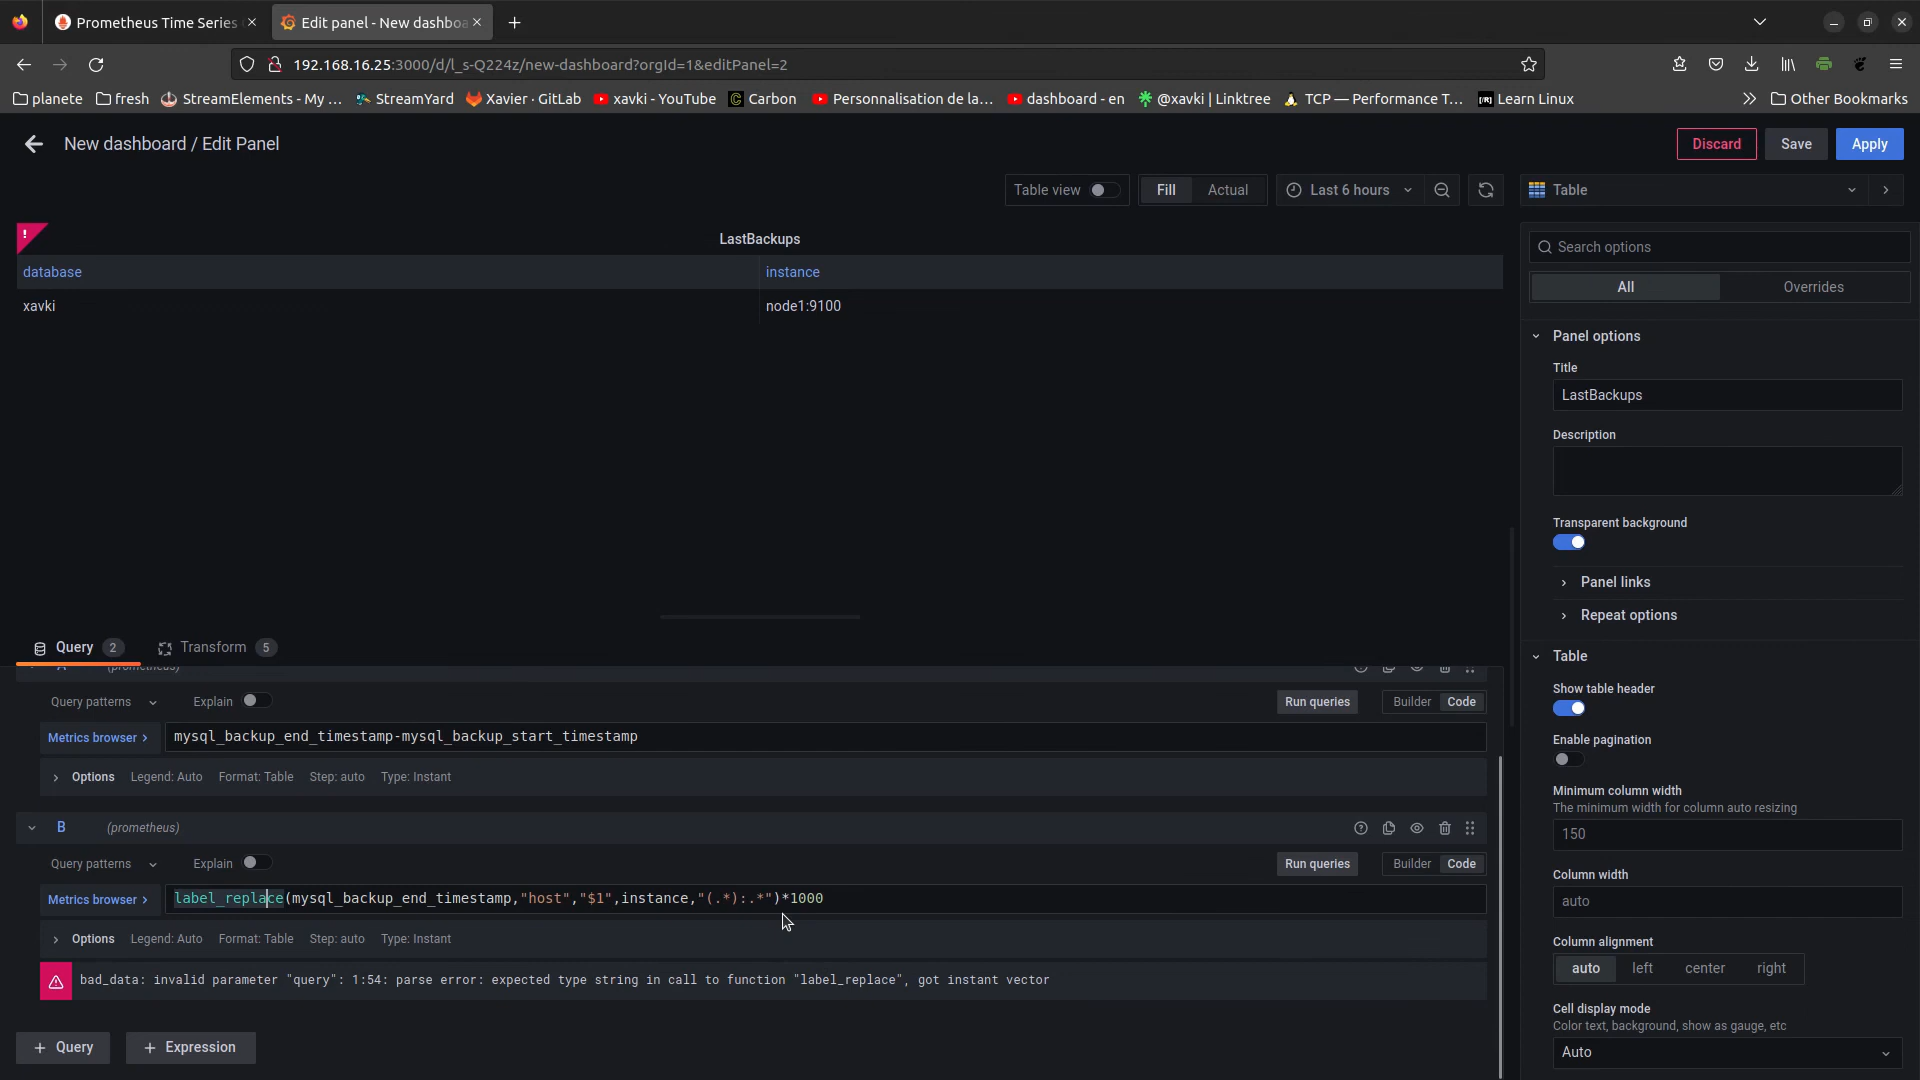 Prometheus Time Series
Edit panel - New dashboa
192.168.16.25:3000/d/l_s-Q224z/new-dashboard?orgId=1&editPanel=2
planete
fresh
StreamElements - My ...
StreamYard
Xavier · GitLab
xavki - YouTube
Carbon
Personnalisation de la...
dashboard - en
@xavki | Linktree
TCP — Performance T...
[/R] Learn Linux
Other Bookmarks
New dashboard / Edit Panel
Discard
Save
Apply
Table view
Fill
Actual
Last 6 hours
Table
!
LastBackups
database
instance
xavki
node1:9100
Search options
All
Overrides
Panel options
Title
LastBackups
Description
Transparent background
Panel links
Repeat options
Table
Show table header
Enable pagination
Minimum column width
The minimum width for column auto resizing
150
Column width
auto
Column alignment
auto
left
center
right
Cell display mode
Color text, background, show as gauge, etc
Auto
Query 2
Transform 5
A (prometheus)
Query patterns
Explain
Run queries
Builder
Code
Metrics browser >
mysql_backup_end_timestamp-mysql_backup_start_timestamp
Options Legend: Auto Format: Table Step: auto Type: Instant
B (prometheus)
Query patterns
Explain
Run queries
Builder
Code
Metrics browser >
label_replace(mysql_backup_end_timestamp,"host","$1",instance,"(.*):.*")*1000
Options Legend: Auto Format: Table Step: auto Type: Instant
bad_data: invalid parameter "query": 1:54: parse error: expected type string in call to function "label_replace", got instant vector
+ Query
+ Expression